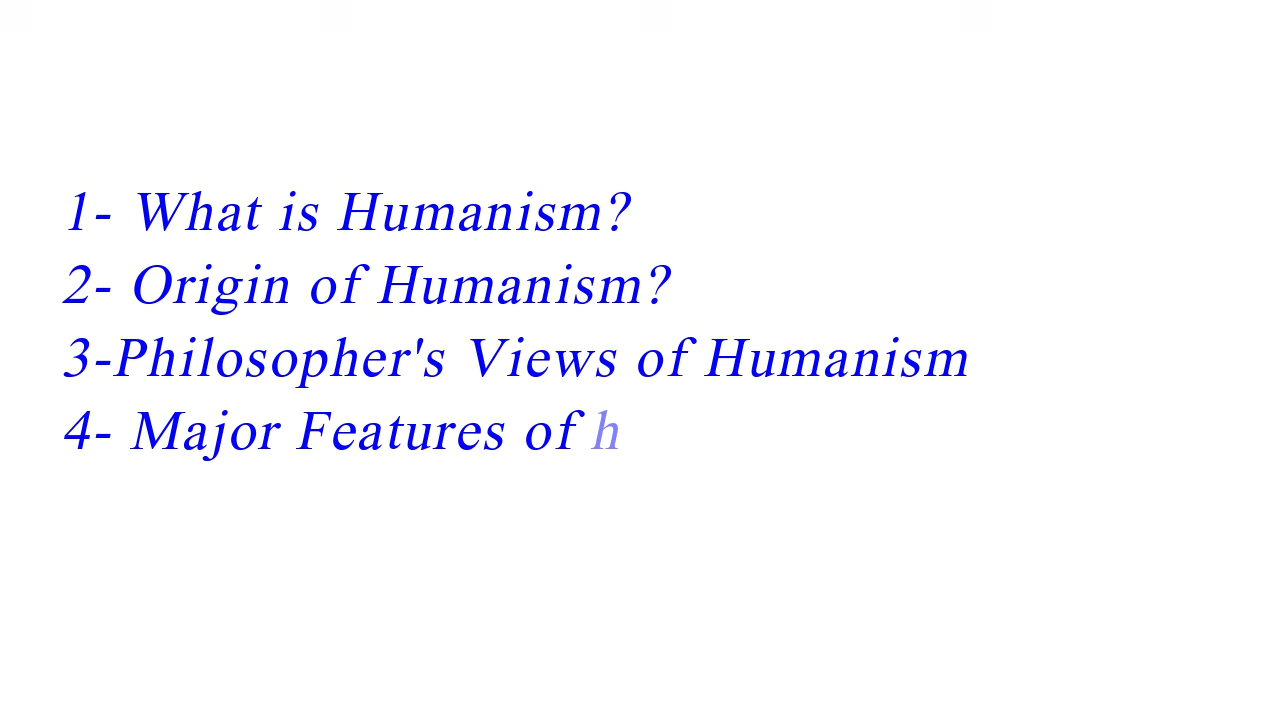 1- What is Humanism?
2- Origin of Humanism?
3-Philosopher's Views of Humanism
4- Major Features of h